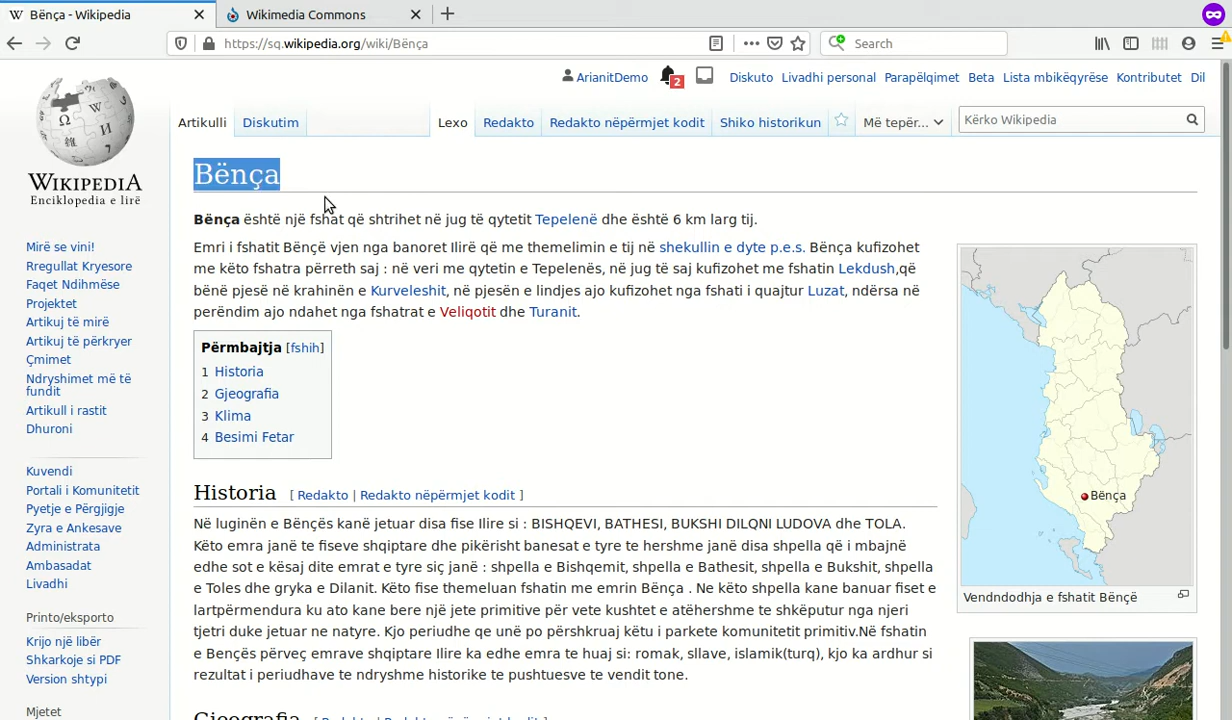 Bënça - Wikipedia
Wikimedia Commons
https://sq.wikipedia.org/wiki/Bënça
Search
ArianitDemo
2
Diskuto
Livadhi personal
Parapëlqimet
Beta
Lista mbikëqyrëse
Kontributet
Dil
Artikulli
Diskutim
Lexo
Redakto
Redakto nëpërmjet kodit
Shiko historikun
Më tepër...
Kërko Wikipedia
WIKIPEDIA
Enciklopedia e lirë
Mirë se vini!
Rregullat Kryesore
Faqet Ndihmëse
Projektet
Artikuj të mirë
Artikuj të përkryer
Çmimet
Ndryshimet më të
fundit
Artikulli i rastit
Dhuroni
Kuvendi
Portali i Komunitetit
Pyetje e Përgjigje
Zyra e Ankesave
Administrata
Ambasadat
Livadhi
Printo/eksporto
Krijo një libër
Shkarkoje si PDF
Version shtypi
Mjetet
Bënça
Bënça është një fshat që shtrihet në jug të qytetit Tepelenë dhe është 6 km larg tij.
Emri i fshatit Bënçë vjen nga banoret Ilirë që me themelimin e tij në shekullin e dyte p.e.s. Bënça kufizohet
me këto fshatra përreth saj : në veri me qytetin e Tepelenës, në jug të saj kufizohet me fshatin Lekdush,që
bënë pjesë në krahinën e Kurveleshit, në pjesën e lindjes ajo kufizohet nga fshati i quajtur Luzat, ndërsa në
perëndim ajo ndahet nga fshatrat e Veliqotit dhe Turanit.
Përmbajtja [fshih]
1 Historia
2 Gjeografia
3 Klima
4 Besimi Fetar
Historia [ Redakto | Redakto nëpërmjet kodit ]
Në luginën e Bënçës kanë jetuar disa fise Ilire si : BISHQEVI, BATHESI, BUKSHI DILQNI LUDOVA dhe TOLA.
Këto emra janë te fiseve shqiptare dhe pikërisht banesat e tyre te hershme janë disa shpella që i mbajnë
edhe sot e kësaj dite emrat e tyre siç janë : shpella e Bishqemit, shpella e Bathesit, shpella e Bukshit, shpella
e Toles dhe gryka e Dilanit. Këto fise themeluan fshatin me emrin Bënça . Ne këto shpella kane banuar fiset e
lartpërmendura ku ato kane bere një jete primitive për vete kushtet e atëhershme te shkëputur nga njeri
tjetri duke jetuar ne natyre. Kjo periudhe qe unë po përshkruaj këtu i parkete komunitetit primitiv.Në fshatin
e Bënçës përveç emrave shqiptare Ilire ka edhe emra te huaj si: romak, sllave, islamik(turq), kjo ka ardhur si
rezultat i periudhave te ndryshme historike te pushtuesve te vendit tone.
Gjeografia [ Redakto | Redakto nëpërmjet kodit ]
Bënça
Vendndodhja e fshatit Bënçë